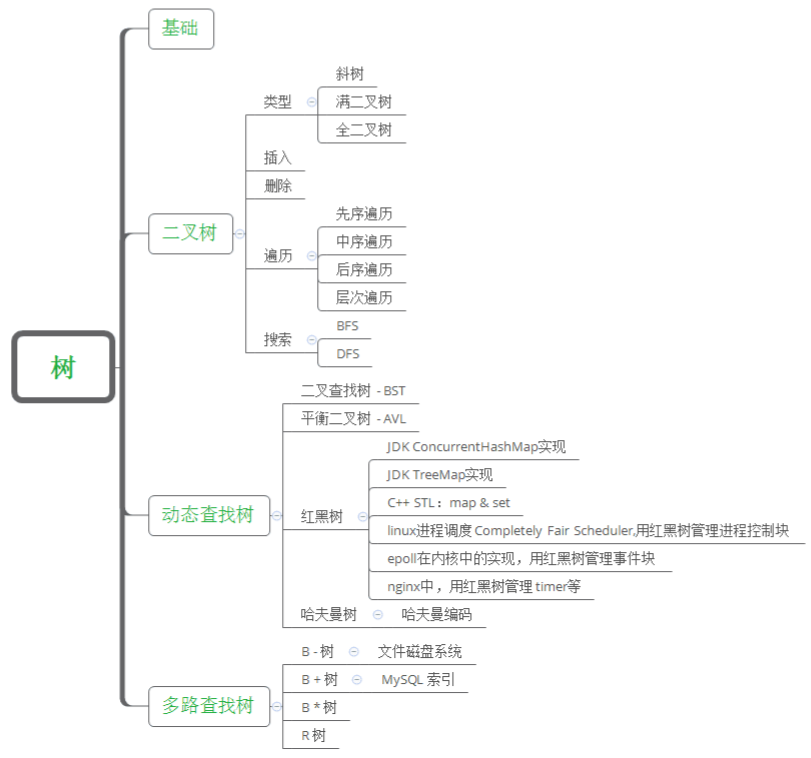 树
基础
二叉树
类型
斜树
满二叉树
全二叉树
插入
删除
遍历
先序遍历
中序遍历
后序遍历
层次遍历
搜索
BFS
DFS
动态查找树
二叉查找树 - BST
平衡二叉树 - AVL
红黑树
JDK ConcurrentHashMap实现
JDK TreeMap实现
C++ STL：map & set
linux进程调度 Completely Fair Scheduler,用红黑树管理进程控制块
epoll在内核中的实现，用红黑树管理事件块
nginx中，用红黑树管理 timer等
哈夫曼树
哈夫曼编码
多路查找树
B - 树
文件磁盘系统
B + 树
MySQL 索引
B * 树
R 树